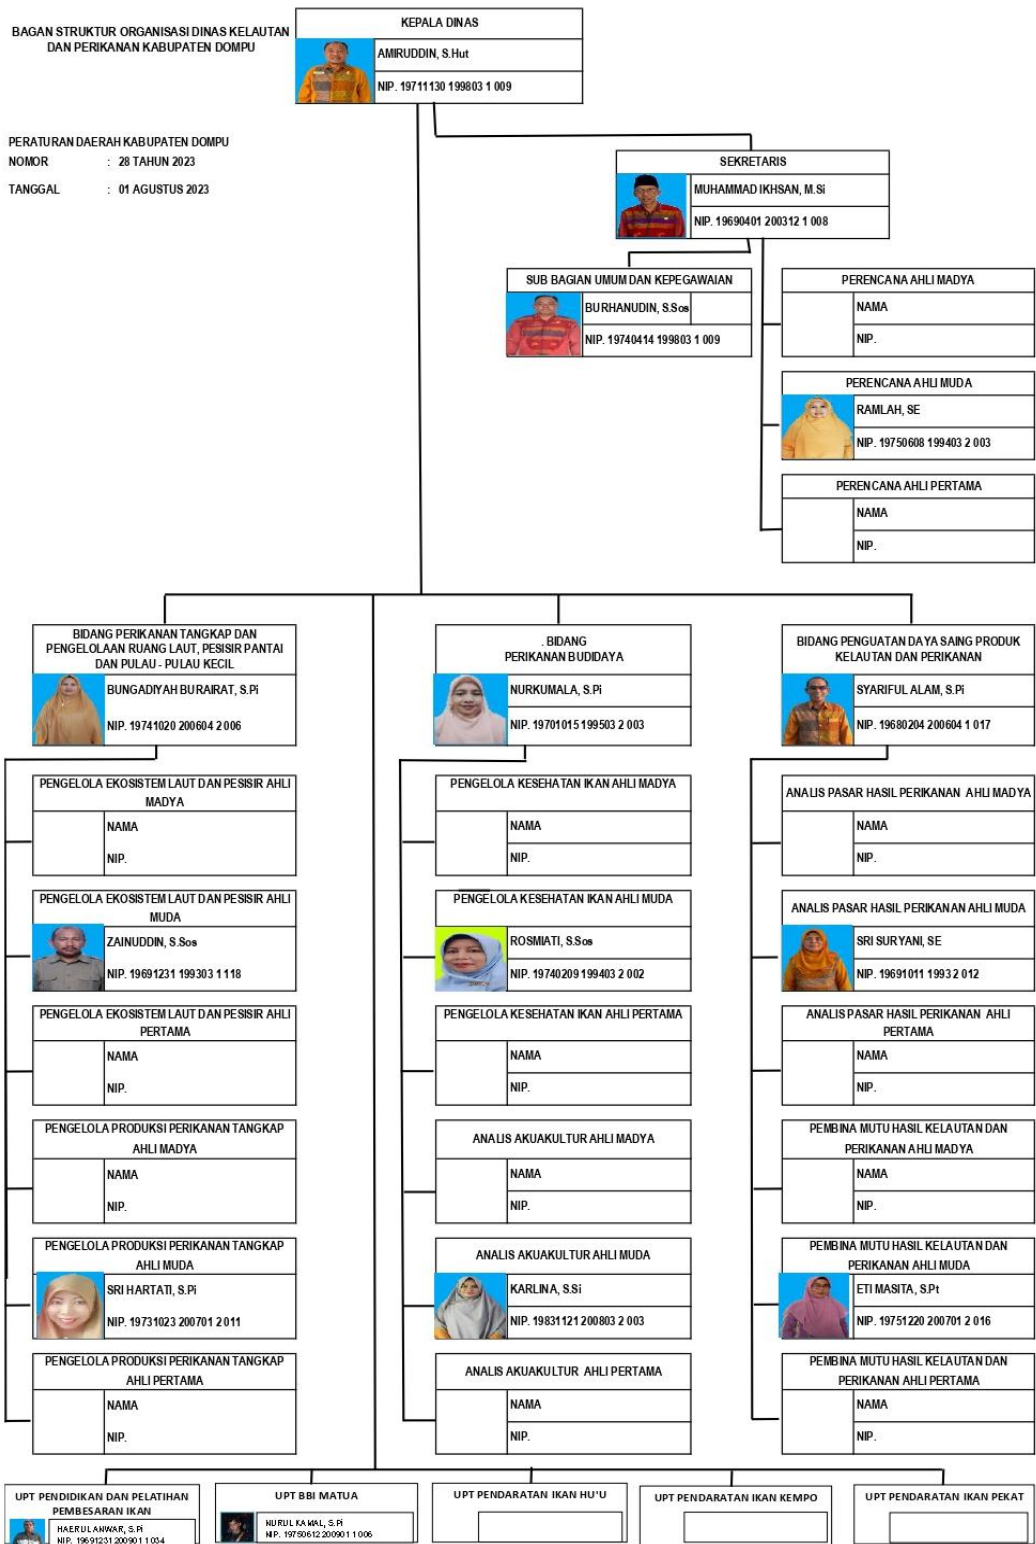 BAGAN STRUKTUR ORGANISASI DINAS KELAUTAN
DAN PERIKANAN KABUPATEN DOMPU
KEPALA DINAS
AMIRUDDIN, S.Hut
NIP. 19711130 199803 1 009
PERATURAN DAERAH KABUPATEN DOMPU
NOMOR : 28 TAHUN 2023
TANGGAL : 01 AGUSTUS 2023
SEKRETARIS
MUHAMMAD IKHSAN, M.Si
NIP. 19690401 200312 1 008
SUB BAGIAN UMUM DAN KEPEGAWAIAN
BURHANUDIN, S.Sos
NIP. 19740414 199803 1 009
PERENCANA AHLI MADYA
NAMA
NIP.
PERENCANA AHLI MUDA
RAMLAH, SE
NIP. 19750608 199403 2 003
PERENCANA AHLI PERTAMA
NAMA
NIP.
BIDANG PERIKANAN TANGKAP DAN
PENGELOLAAN RUANG LAUT, PESISIR PANTAI
DAN PULAU - PULAU KECIL
BUNGADIYAH BURAIRAT, S.Pi
NIP. 19741020 200604 2 006
PENGELOLA EKOSISTEM LAUT DAN PESISIR AHLI
MADYA
NAMA
NIP.
PENGELOLA EKOSISTEM LAUT DAN PESISIR AHLI
MUDA
ZAINUDDIN, S.Sos
NIP. 19691231 199303 1 118
PENGELOLA EKOSISTEM LAUT DAN PESISIR AHLI
PERTAMA
NAMA
NIP.
PENGELOLA PRODUKSI PERIKANAN TANGKAP
AHLI MADYA
NAMA
NIP.
PENGELOLA PRODUKSI PERIKANAN TANGKAP
AHLI MUDA
SRI HARTATI, S.Pi
NIP. 19731023 200701 2 011
PENGELOLA PRODUKSI PERIKANAN TANGKAP
AHLI PERTAMA
NAMA
NIP.
. BIDANG
PERIKANAN BUDIDAYA
NURKUMALA, S.Pi
NIP. 19701015 199503 2 003
PENGELOLA KESEHATAN IKAN AHLI MADYA
NAMA
NIP.
PENGELOLA KESEHATAN IKAN AHLI MUDA
ROSMIATI, S.Sos
NIP. 19740209 199403 2 002
PENGELOLA KESEHATAN IKAN AHLI PERTAMA
NAMA
NIP.
ANALIS AKUAKULTUR AHLI MADYA
NAMA
NIP.
ANALIS AKUAKULTUR AHLI MUDA
KARLINA, S.Si
NIP. 19831121 200803 2 003
ANALIS AKUAKULTUR AHLI PERTAMA
NAMA
NIP.
BIDANG PENGUATAN DAYA SAING PRODUK
KELAUTAN DAN PERIKANAN
SYARIFUL ALAM, S.Pi
NIP. 19680204 200604 1 017
ANALIS PASAR HASIL PERIKANAN AHLI MADYA
NAMA
NIP.
ANALIS PASAR HASIL PERIKANAN AHLI MUDA
SRI SURYANI, SE
NIP. 19691011 1993 2 012
ANALIS PASAR HASIL PERIKANAN AHLI
PERTAMA
NAMA
NIP.
PEMBINA MUTU HASIL KELAUTAN DAN
PERIKANAN AHLI MADYA
NAMA
NIP.
PEMBINA MUTU HASIL KELAUTAN DAN
PERIKANAN AHLI MUDA
ETI MASITA, S.Pt
NIP. 19751220 200701 2 016
PEMBINA MUTU HASIL KELAUTAN DAN
PERIKANAN AHLI PERTAMA
NAMA
NIP.
UPT PENDIDIKAN DAN PELATIHAN
PEMBESARAN IKAN
HAERUL ANWAR, S.Pi
NIP. 19691231 200901 1 034
UPT BBI MATUA
NURUL KAMAL, S.Pi
NIP. 19750612 200901 1 006
UPT PENDARATAN IKAN HU'U
UPT PENDARATAN IKAN KEMPO
UPT PENDARATAN IKAN PEKAT